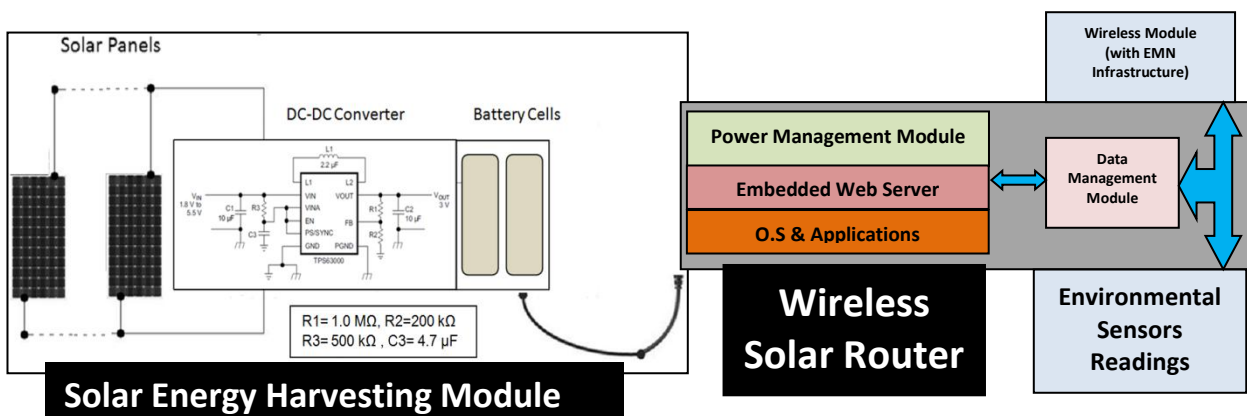 Solar Panels
DC-DC Converter
Battery Cells
L1
2.2 µF
L1
L2
VIN
1.8 V to
5.5 V
VIN
VOUT
VOUT
3 V
C1
10 µF
R3
VINA
EN
C3
PS/SYNC
GND
PGND
FB
R1
R2
C2
10 µF
TPS63000
R1= 1.0 MΩ, R2=200 kΩ
R3= 500 kΩ , C3= 4.7 µF
Solar Energy Harvesting Module
Power Management Module
Embedded Web Server
O.S & Applications
Wireless
Solar Router
Wireless Module
(with EMN
Infrastructure)
Data
Management
Module
Environmental
Sensors
Readings